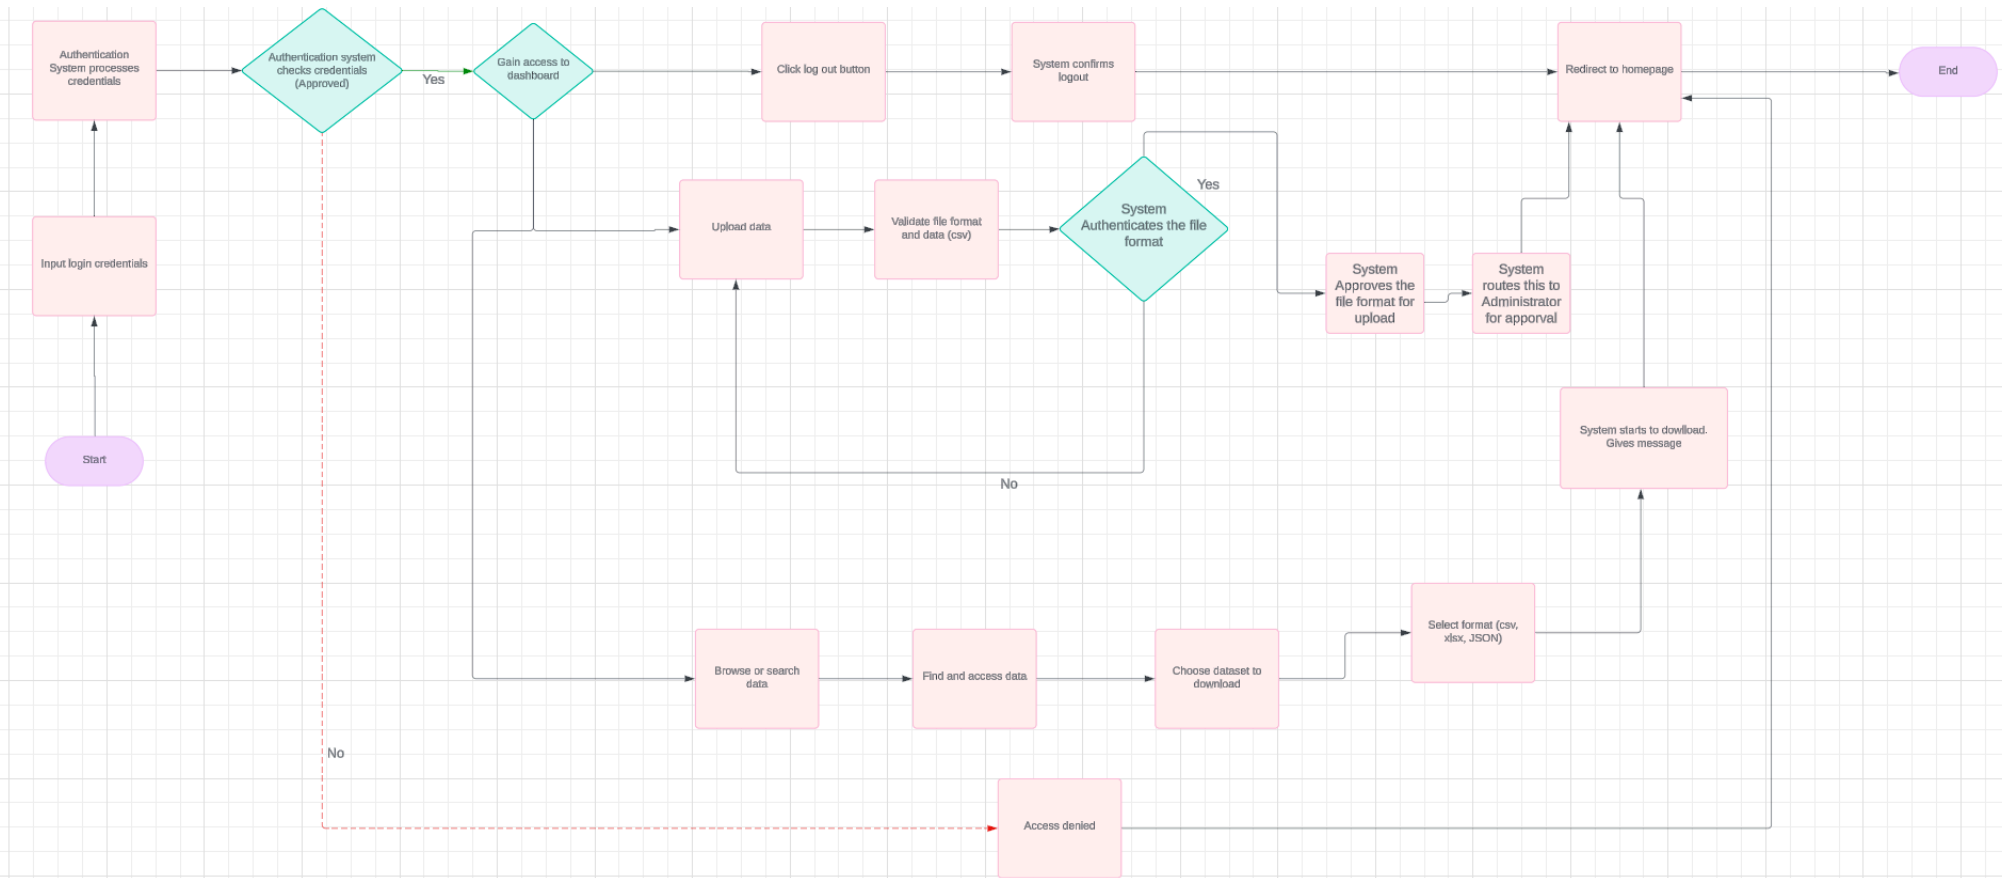 Authentication
System processes
credentials
Authentication system
checks credentials
(Approved)
Yes
Gain access to
dashboard
Click log out button
System confirms
logout
Redirect to homepage
End
Input login credentials
Upload data
Validate file format
and data (csv)
System
Authenticates the file
format
Yes
System
Approves the
file format for
upload
System
routes this to
Administrator
for apporval
Start
No
System starts to dowlload.
Gives message
Browse or search
data
Find and access data
Choose dataset to
download
Select format (csv,
xlsx, JSON)
No
Access denied